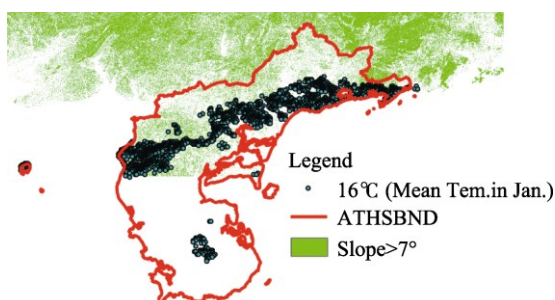 Legend
16℃ (Mean Tem.in Jan.)
ATHSBND
Slope>7°